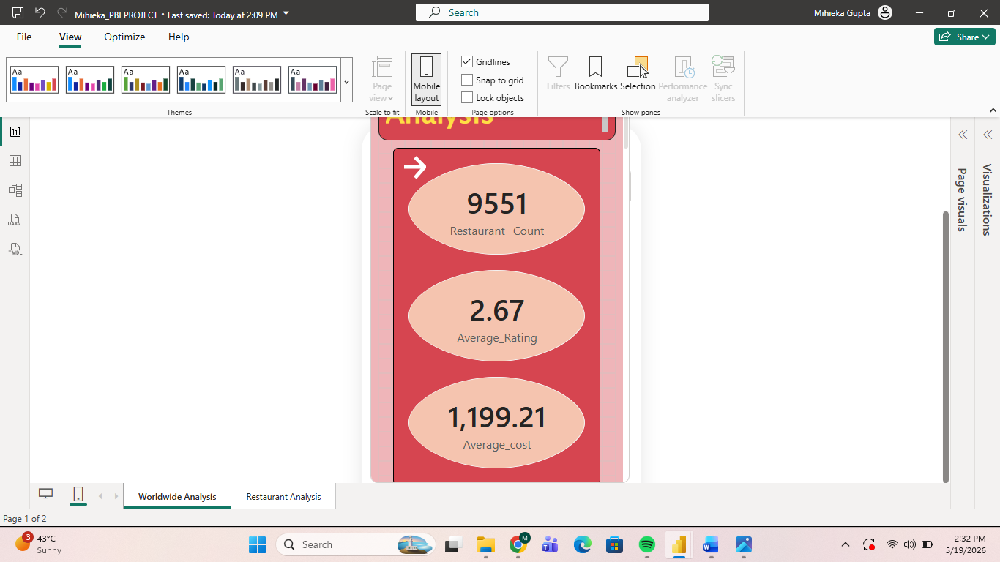 Mihieka_PBI PROJECT • Last saved: Today at 2:09 PM
Search
Mihieka Gupta
File
View
Optimize
Help
Share
Aa
Aa
Aa
Aa
Aa
Aa
Themes
Page view
Scale to fit
Mobile layout
Mobile
Gridlines
Snap to grid
Lock objects
Page options
Filters
Bookmarks
Selection
Performance analyzer
Sync slicers
Show panes
Analysis
9551
Restaurant_ Count
2.67
Average_Rating
1,199.21
Average_cost
Page visuals
Visualizations
DAX
TMDL
Worldwide Analysis
Restaurant Analysis
Page 1 of 2
3
43°C
Sunny
Search
M
2:32 PM
5/19/2026